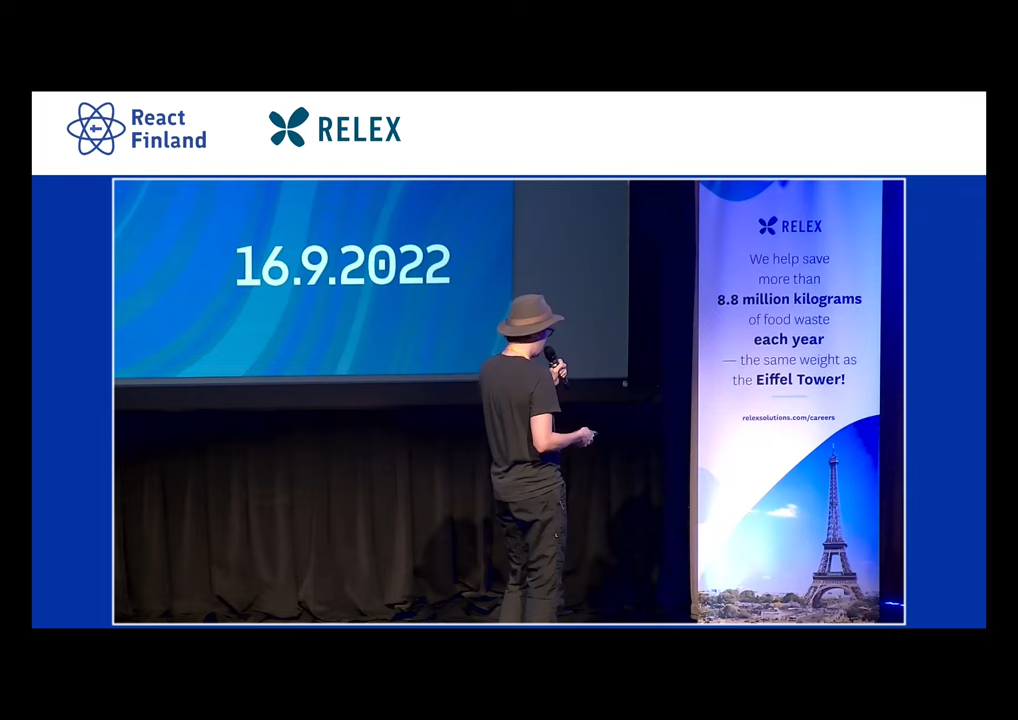 React
Finland
RELEX
16.9.2022
RELEX
We help save
more than
8.8 million kilograms
of food waste
each year
— the same weight as
the Eiffel Tower!
relexsolutions.com/careers